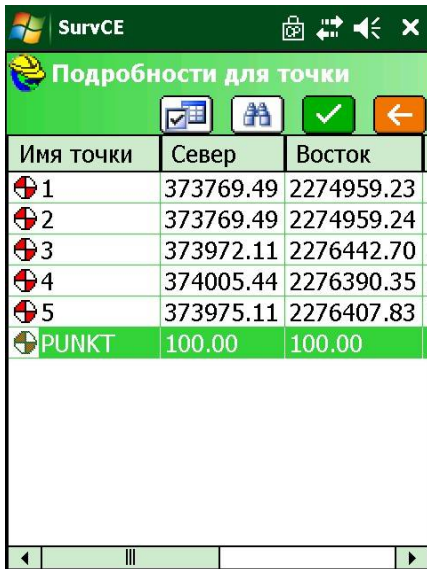 SurvCE
Подробности для точки
Имя точки Север Восток
1 373769.49 2274959.23
2 373769.49 2274959.24
3 373972.11 2276442.70
4 374005.44 2276390.35
5 373975.11 2276407.83
PUNKT 100.00 100.00